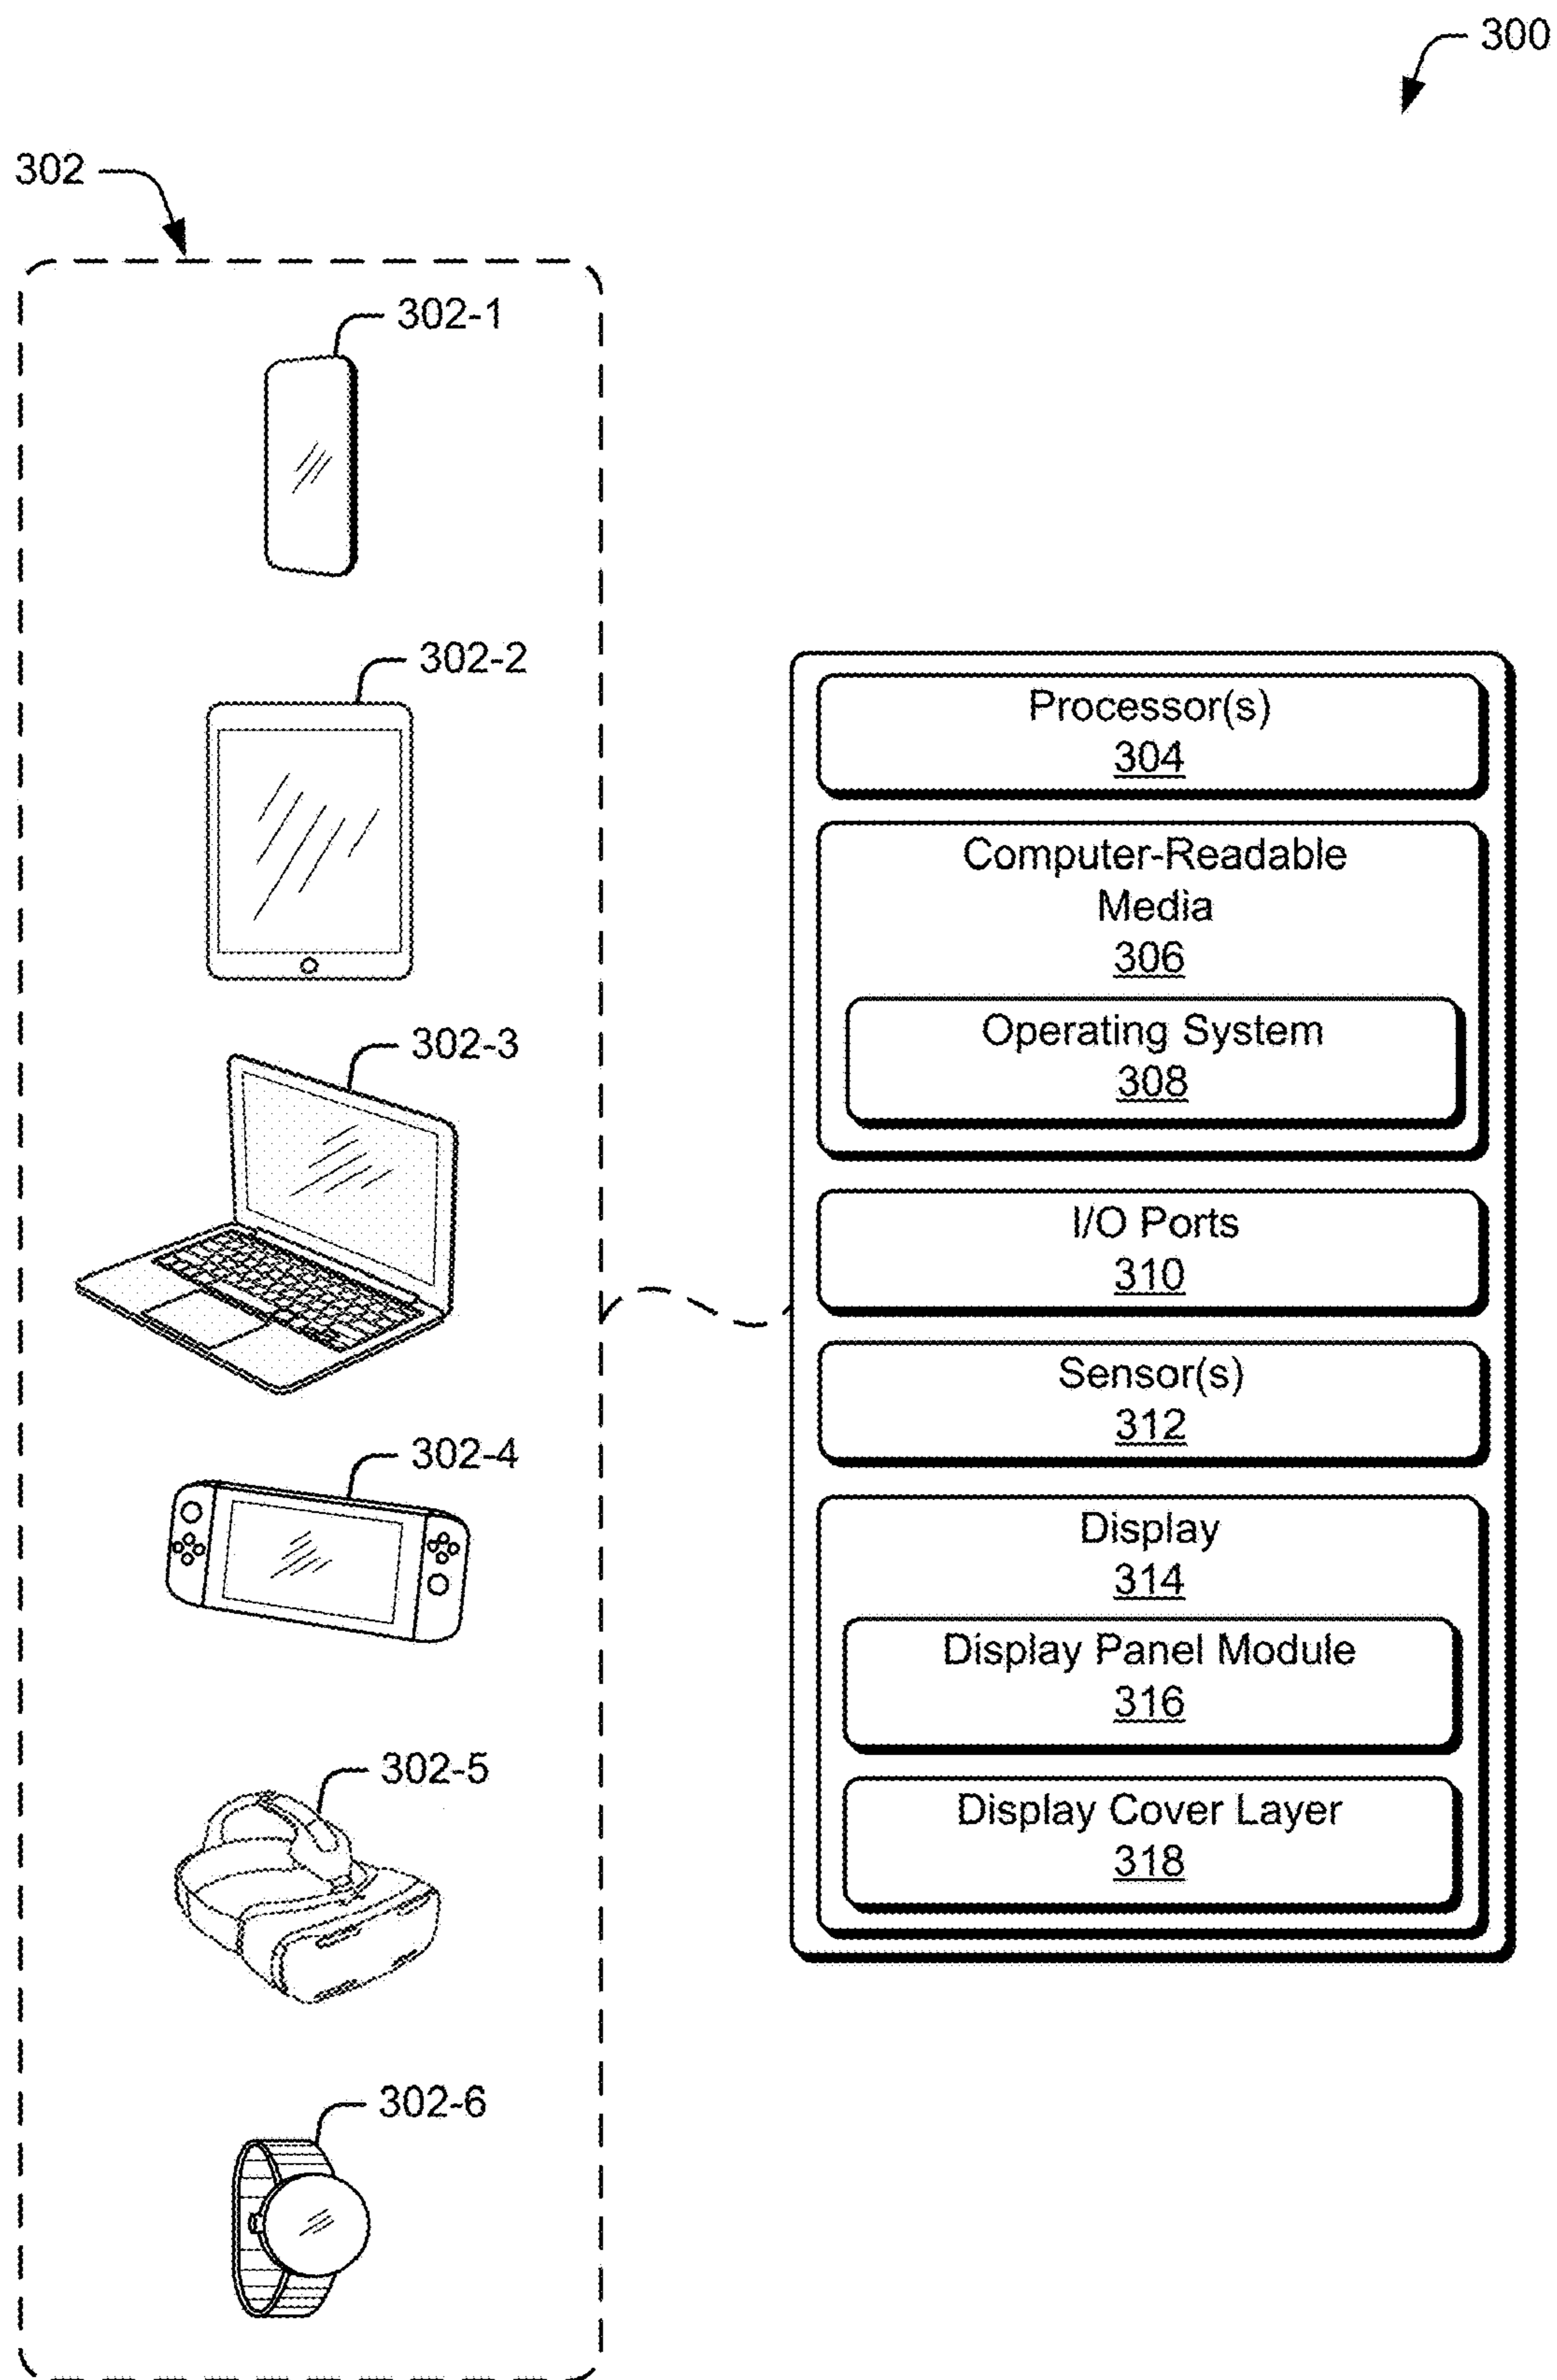 300
302
302-1
302-2
302-3
302-4
302-5
302-6
Processor(s)
304
Computer-Readable
Media
306
Operating System
308
I/O Ports
310
Sensor(s)
312
Display
314
Display Panel Module
316
Display Cover Layer
318